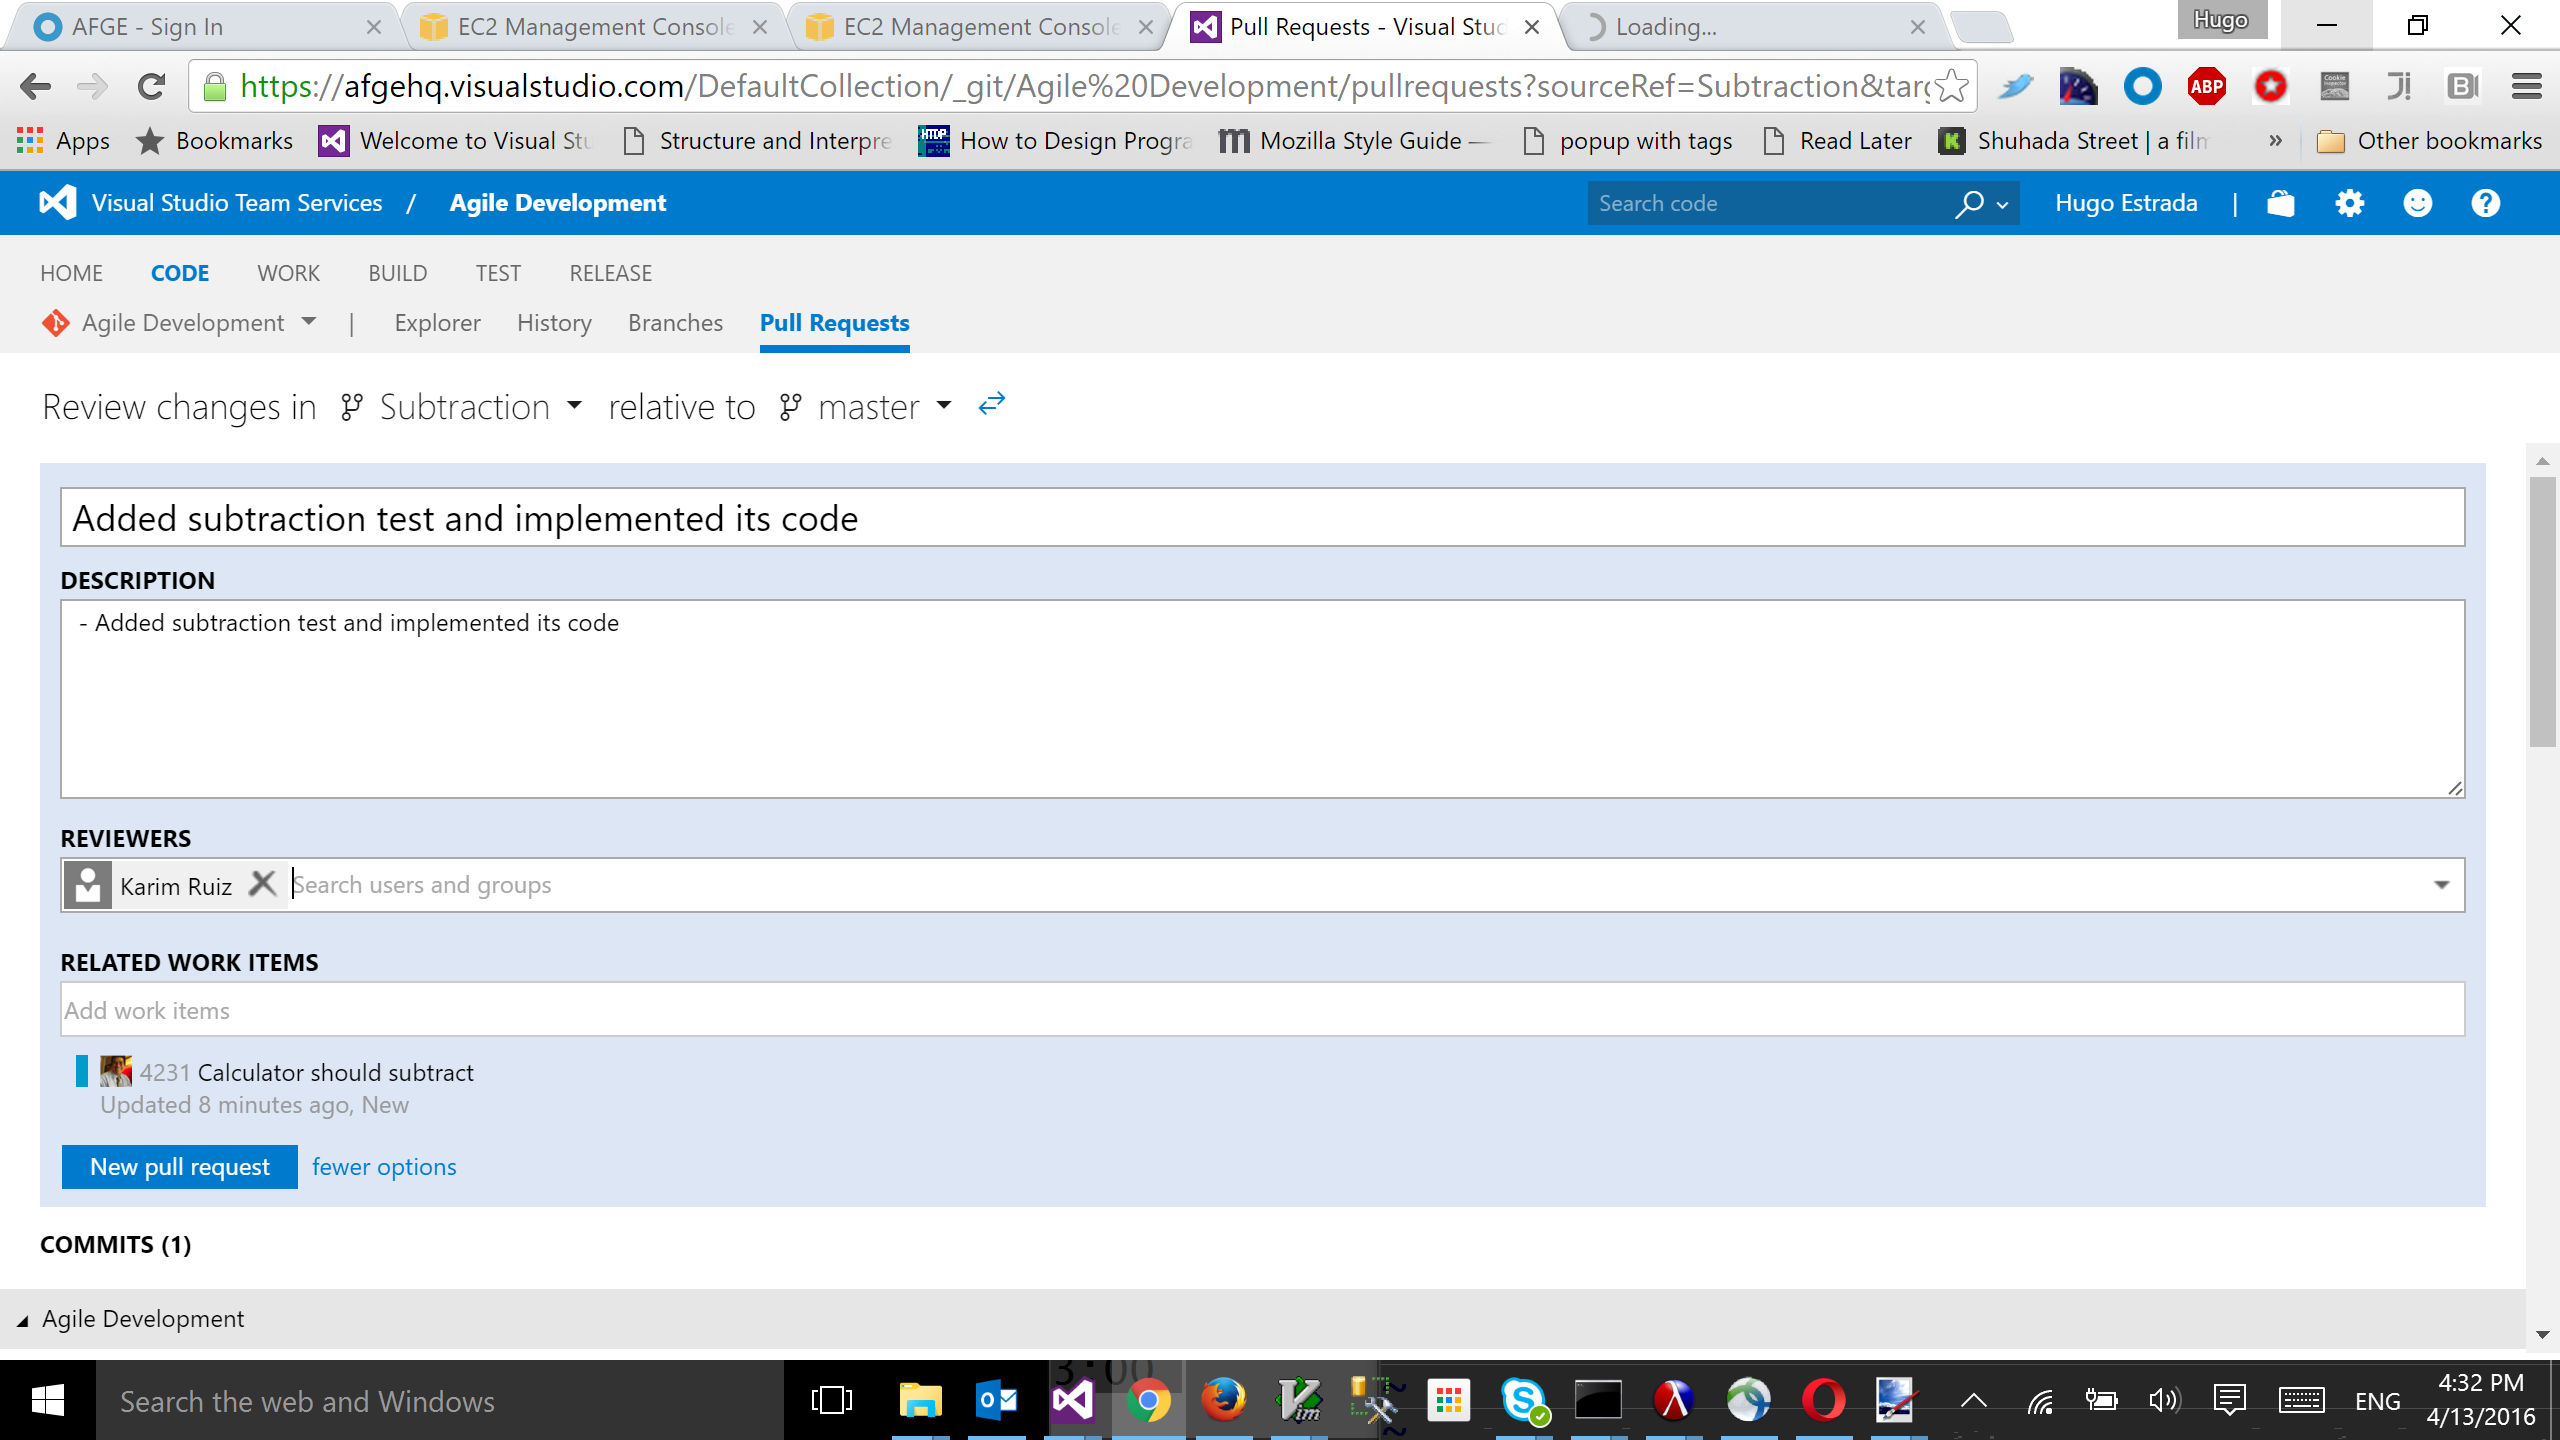 AFGE - Sign In
EC2 Management Console
EC2 Management Console
Pull Requests - Visual Stud
Loading...
Hugo
https://afgehq.visualstudio.com/DefaultCollection/_git/Agile%20Development/pullrequests?sourceRef=Subtraction&targ
ABP
Apps
Bookmarks
Welcome to Visual Stu
Structure and Interpre
How to Design Progra
Mozilla Style Guide —
popup with tags
Read Later
Shuhada Street | a film
»
Other bookmarks
Visual Studio Team Services / Agile Development
Search code
Hugo Estrada |
HOME CODE WORK BUILD TEST RELEASE
Agile Development | Explorer History Branches Pull Requests
Review changes in Subtraction relative to master
Added subtraction test and implemented its code
DESCRIPTION
- Added subtraction test and implemented its code
REVIEWERS
Karim Ruiz Search users and groups
RELATED WORK ITEMS
Add work items
4231 Calculator should subtract
Updated 8 minutes ago, New
New pull request fewer options
COMMITS (1)
Agile Development
Search the web and Windows
ENG
4:32 PM
4/13/2016